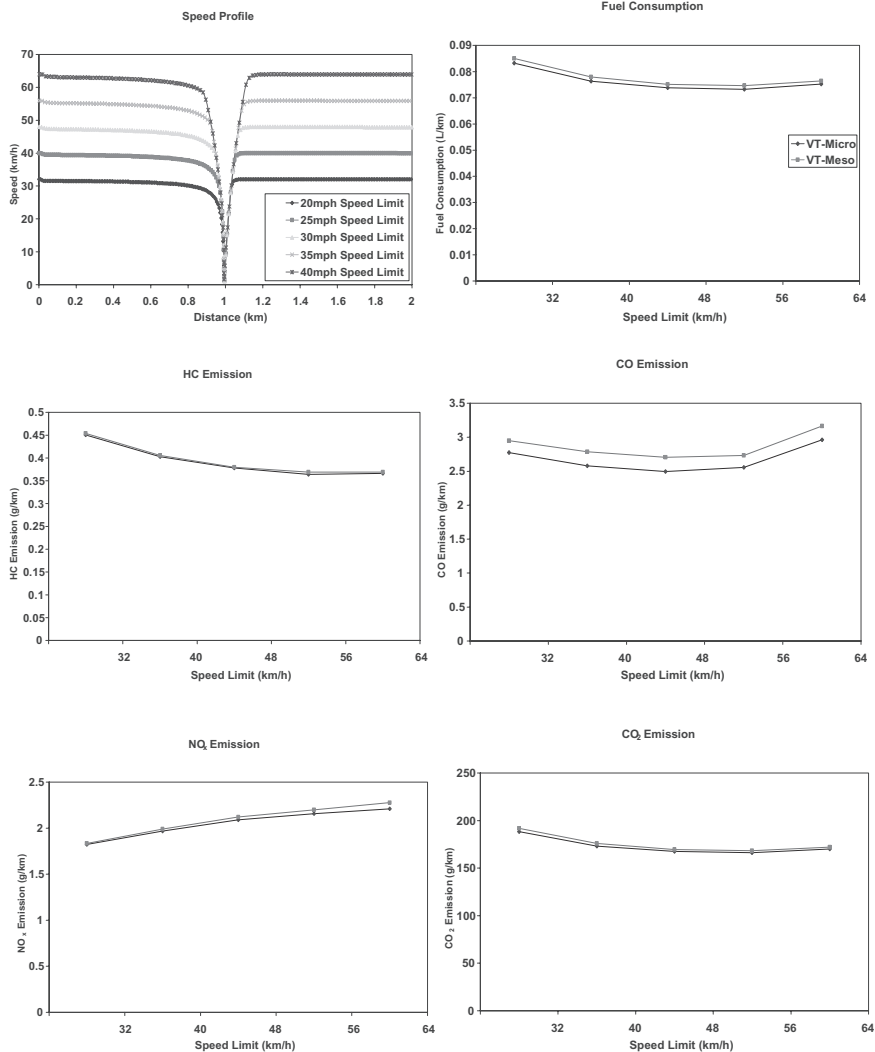 Speed Profile
70
60
50
40
30
20
10
0
Speed (km/h)
0 0.2 0.4 0.6 0.8 1 1.2 1.4 1.6 1.8 2
Distance (km)
20mph Speed Limit
25mph Speed Limit
30mph Speed Limit
35mph Speed Limit
40mph Speed Limit
Fuel Consumption
0.09
0.08
0.07
0.06
0.05
0.04
0.03
0.02
0.01
0
Fuel Consumption (L/km)
32 40 48 56 64
Speed Limit (km/h)
VT-Micro
VT-Meso
HC Emission
0.5
0.45
0.4
0.35
0.3
0.25
0.2
0.15
0.1
0.05
0
HC Emission (g/km)
32 40 48 56 64
Speed Limit (km/h)
CO Emission
3.5
3
2.5
2
1.5
1
0.5
0
CO Emission (g/km)
32 40 48 56 64
Speed Limit (km/h)
NOx Emission
2.5
2
1.5
1
0.5
0
NOx Emission (g/km)
32 40 48 56 64
Speed Limit (km/h)
CO2 Emission
250
200
150
100
50
0
CO2 Emission (g/km)
32 40 48 56 64
Speed Limit (km/h)